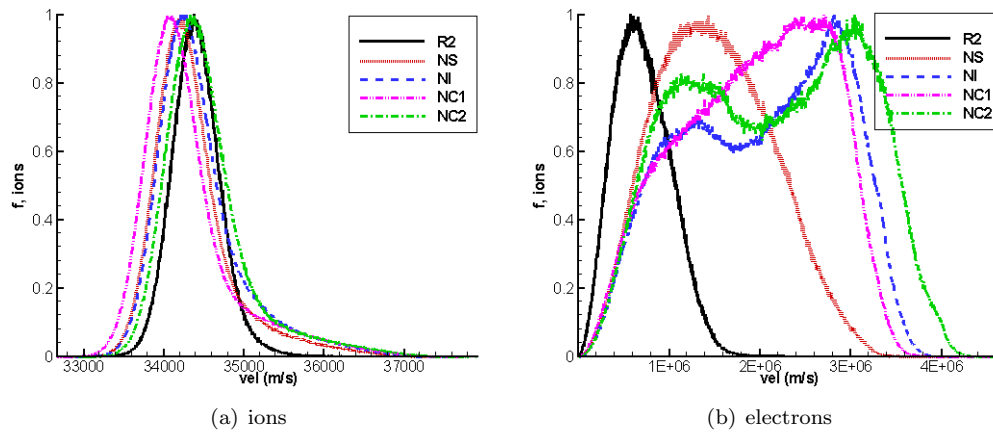 1
0.8
0.6
0.4
0.2
0
f, ions
33000
34000
35000
36000
37000
vel (m/s)
R2
NS
NI
NC1
NC2
(a) ions
1
0.8
0.6
0.4
0.2
0
f, ions
1E+06
2E+06
3E+06
4E+06
vel (m/s)
R2
NS
NI
NC1
NC2
(b) electrons